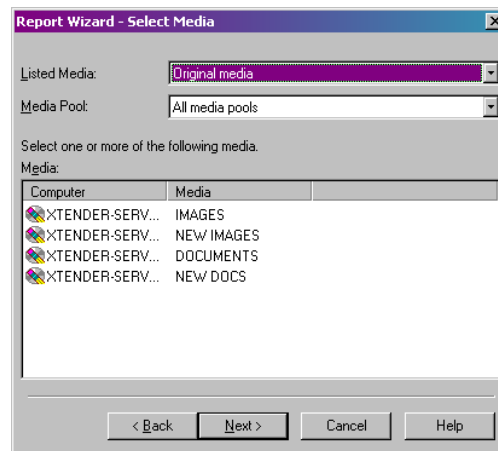 Report Wizard - Select Media
Listed Media: Original media
Media Pool: All media pools
Select one or more of the following media.
Media:
Computer Media
XTENDER-SERV... IMAGES
XTENDER-SERV... NEW IMAGES
XTENDER-SERV... DOCUMENTS
XTENDER-SERV... NEW DOCS
< Back Next > Cancel Help